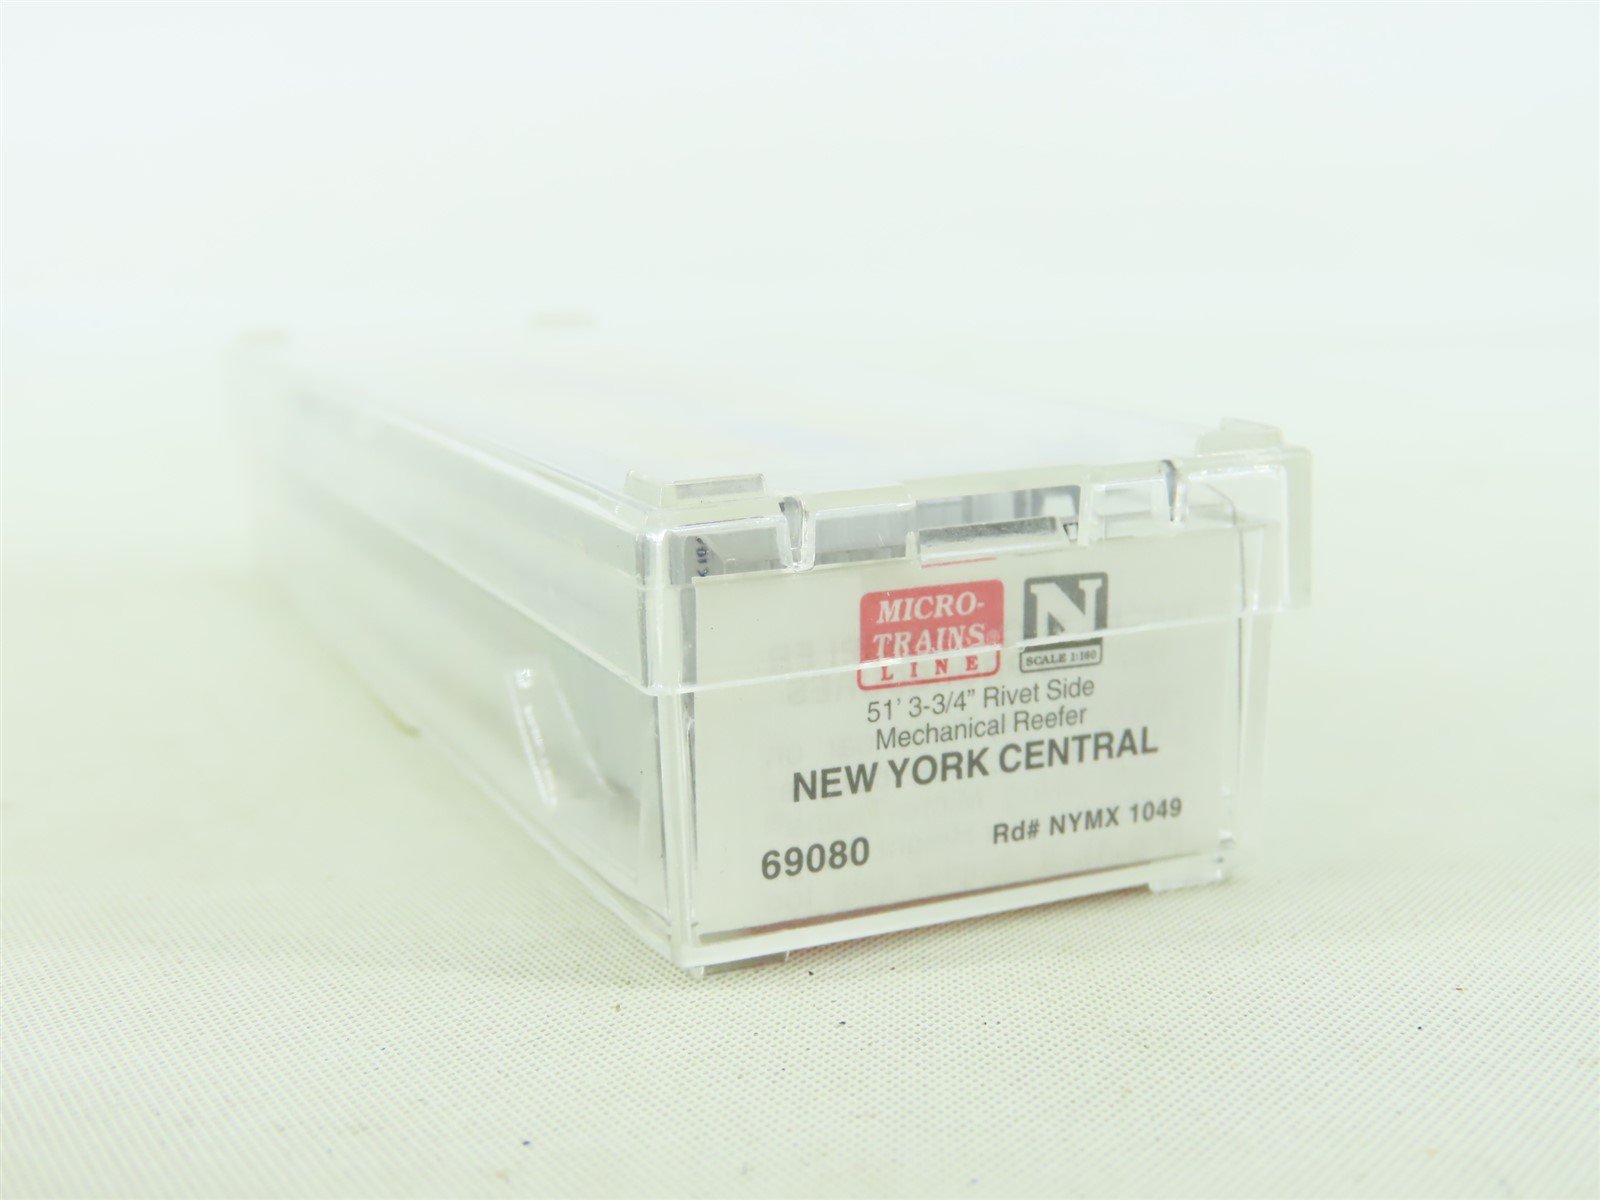 MICRO-
TRAINS®
LINE
N
SCALE 1:160
51' 3-3/4" Rivet Side
Mechanical Reefer
NEW YORK CENTRAL
69080 Rd# NYMX 1049